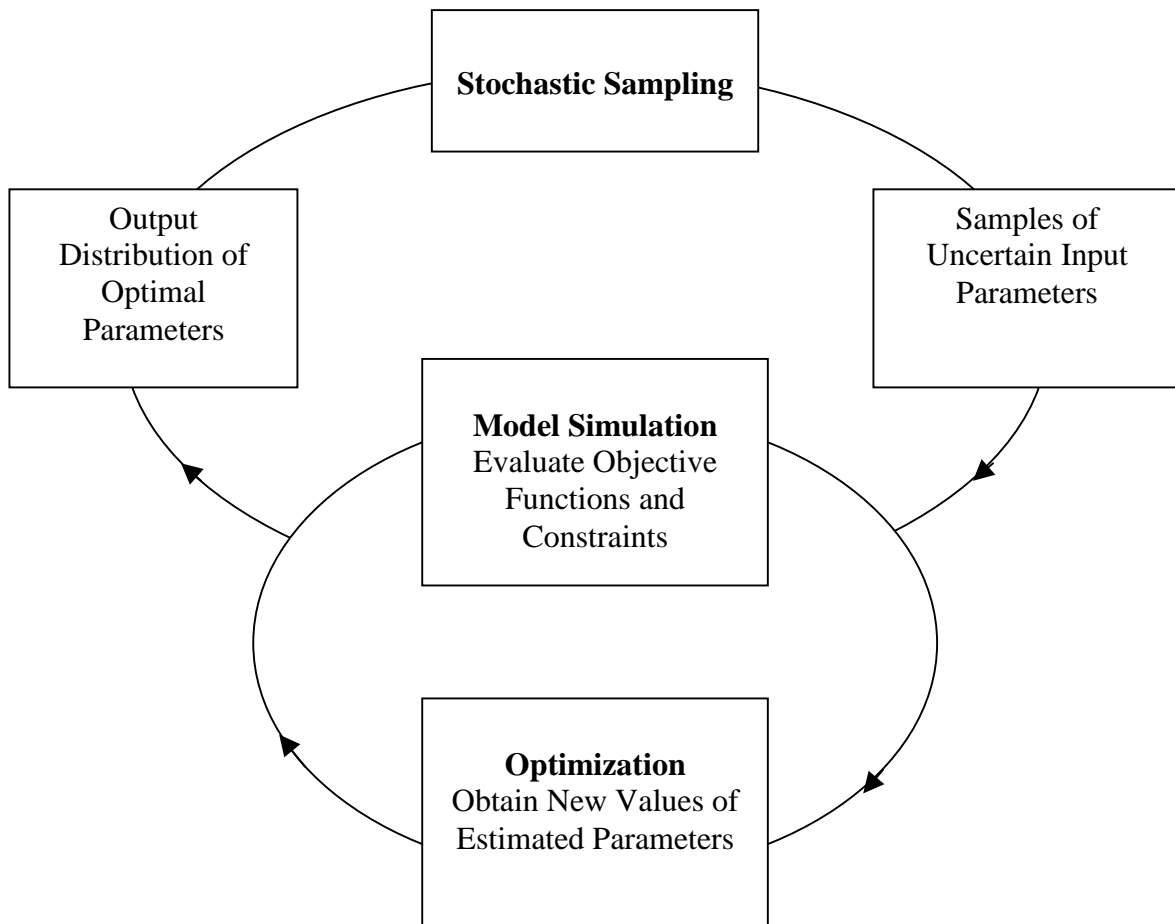 Stochastic Sampling
Output
Distribution of
Optimal
Parameters
Samples of
Uncertain Input
Parameters
Model Simulation
Evaluate Objective
Functions and
Constraints
Optimization
Obtain New Values of
Estimated Parameters